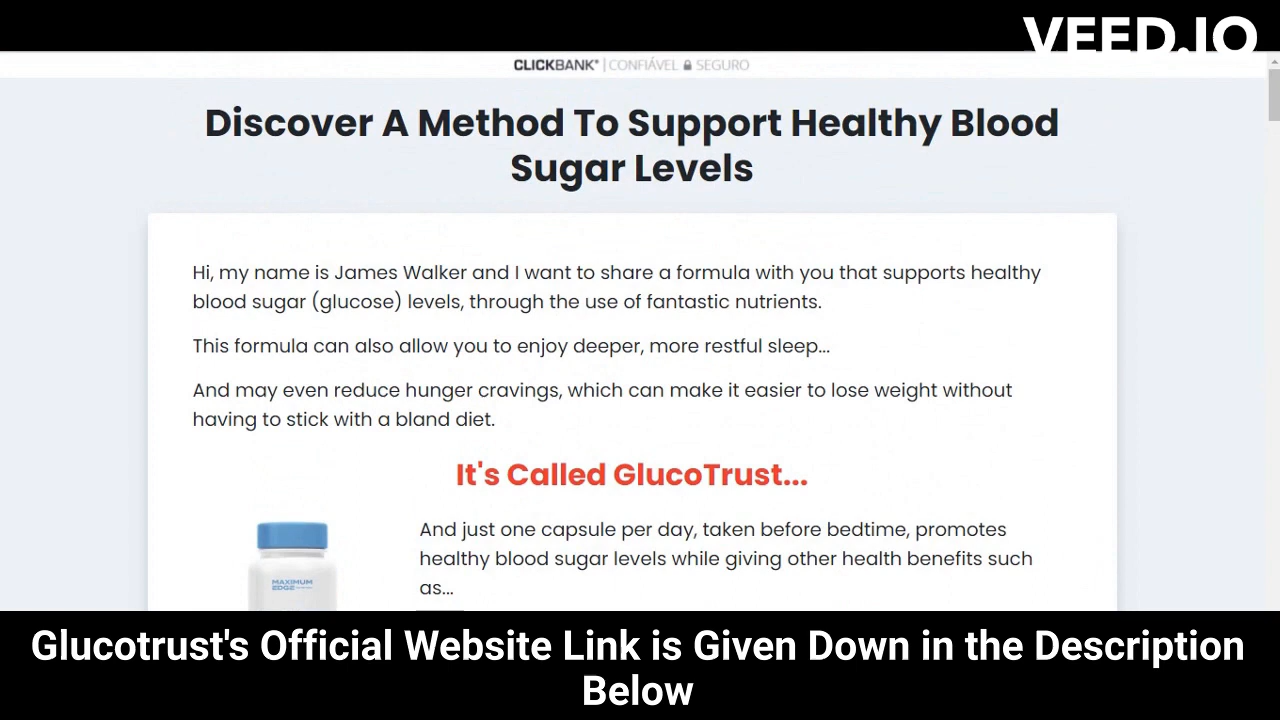 VEED.IO
CLICKBANK® | CONFIÁVEL SEGURO
Discover A Method To Support Healthy Blood
Sugar Levels
Hi, my name is James Walker and I want to share a formula with you that supports healthy
blood sugar (glucose) levels, through the use of fantastic nutrients.
This formula can also allow you to enjoy deeper, more restful sleep...
And may even reduce hunger cravings, which can make it easier to lose weight without
having to stick with a bland diet.
It's Called GlucoTrust...
And just one capsule per day, taken before bedtime, promotes
healthy blood sugar levels while giving other health benefits such
as...
MAXIMUM
EDGE
Glucotrust's Official Website Link is Given Down in the Description
Below